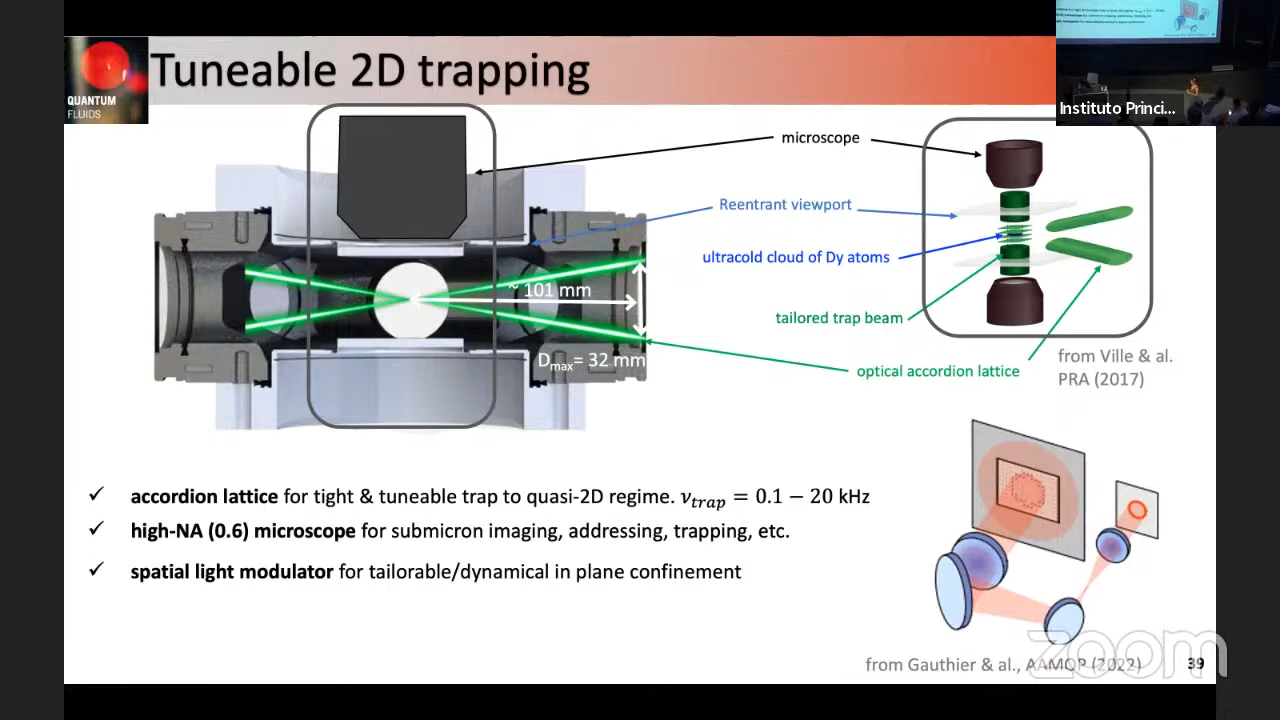 Tuneable 2D trapping
QUANTUM
FLUIDS
Instituto Princi...
microscope
Reentrant viewport
ultracold cloud of Dy atoms
tailored trap beam
optical accordion lattice
~ 101 mm
Dmax= 32 mm
from Ville & al.
PRA (2017)
✓ accordion lattice for tight & tuneable trap to quasi-2D regime. νtrap = 0.1 − 20 kHz
✓ high-NA (0.6) microscope for submicron imaging, addressing, trapping, etc.
✓ spatial light modulator for tailorable/dynamical in plane confinement
from Gauthier & al., AAMOP (2022)
39
zoom